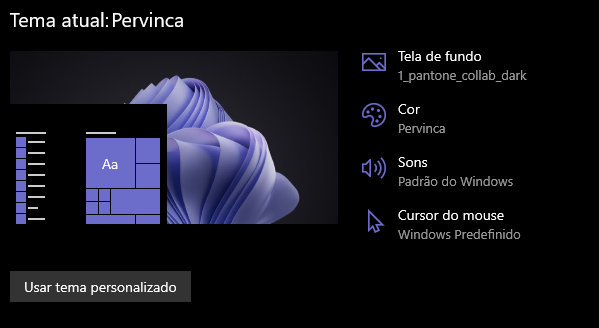 Tema atual: Pervinca
Tela de fundo
1_pantone_collab_dark
Cor
Pervinca
Aa
Sons
Padrão do Windows
Cursor do mouse
Windows Predefinido
Usar tema personalizado